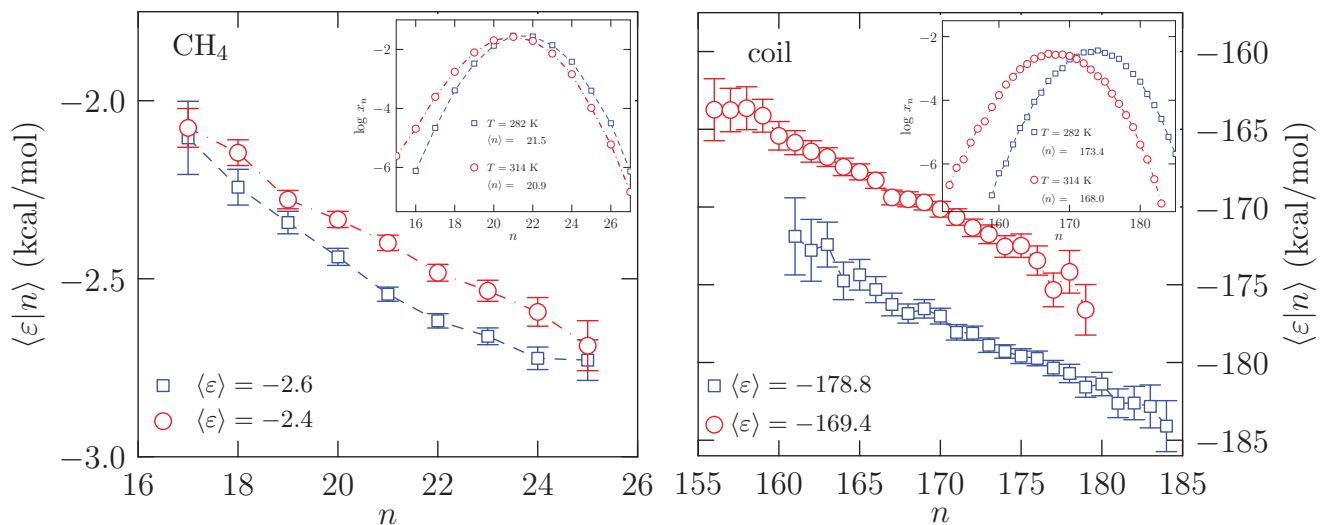 CH₄
−2.0
−2.5
−3.0
⟨ε|n⟩ (kcal/mol)
16 18 20 22 24 26
n
⟨ε⟩ = −2.6
⟨ε⟩ = −2.4
−2
−4
−6
log xₙ
16 18 20 22 24 26
n
T = 282 K
⟨n⟩ = 21.5
T = 314 K
⟨n⟩ = 20.9
coil
−160
−165
−170
−175
−180
−185
⟨ε|n⟩ (kcal/mol)
155 160 165 170 175 180 185
n
⟨ε⟩ = −178.8
⟨ε⟩ = −169.4
−2
−4
−6
log xₙ
160 170 180
n
T = 282 K
⟨n⟩ = 173.4
T = 314 K
⟨n⟩ = 168.0